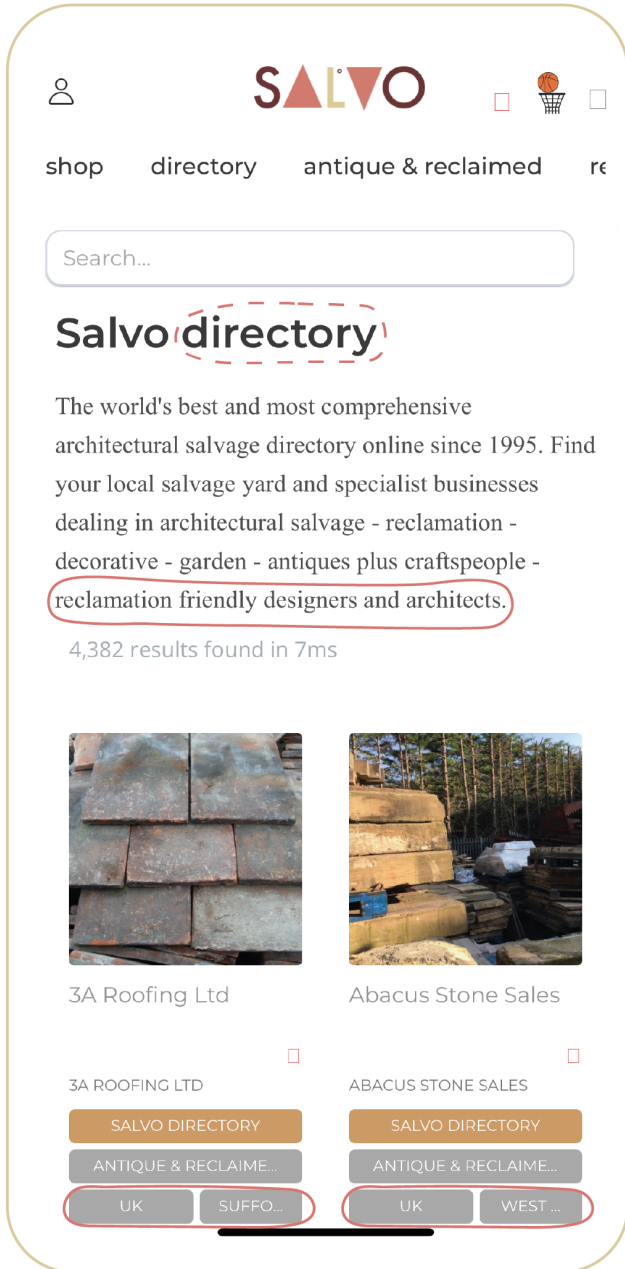 SALVO
shop directory antique & reclaimed re
Search...
Salvo directory
The world's best and most comprehensive
architectural salvage directory online since 1995. Find
your local salvage yard and specialist businesses
dealing in architectural salvage - reclamation -
decorative - garden - antiques plus craftspeople -
reclamation friendly designers and architects.
4,382 results found in 7ms
3A Roofing Ltd Abacus Stone Sales
3A ROOFING LTD ABACUS STONE SALES
SALVO DIRECTORY SALVO DIRECTORY
ANTIQUE & RECLAIME... ANTIQUE & RECLAIME...
UK SUFFO... UK WEST ...